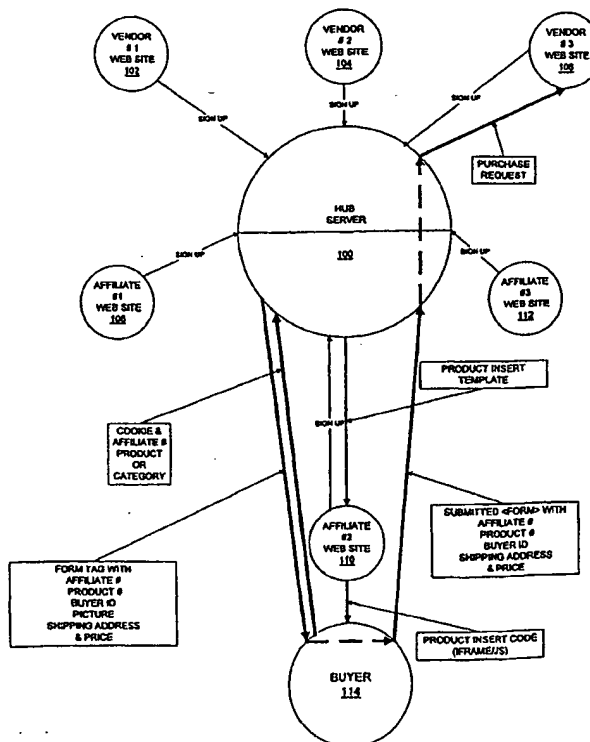 VENDOR
# 1
WEB SITE
102
VENDOR
# 2
WEB SITE
104
VENDOR
# 3
WEB SITE
106
SIGN UP
SIGN UP
SIGN UP
PURCHASE
REQUEST
HUB
SERVER
100
SIGN UP
SIGN UP
AFFILIATE
#1
WEB SITE
108
AFFILIATE
#3
WEB SITE
112
PRODUCT INSERT
TEMPLATE
COOKIE &
AFFILIATE #
PRODUCT
OR
CATEGORY
SIGN UP
AFFILIATE
#2
WEB SITE
110
SUBMITTED <FORM> WITH
AFFILIATE #
PRODUCT #
BUYER ID
SHIPPING ADDRESS
& PRICE
FORM TAG WITH
AFFILIATE #
PRODUCT #
BUYER ID
PICTURE
SHIPPING ADDRESS
& PRICE
PRODUCT INSERT CODE
(IFRAME/JS)
BUYER
114